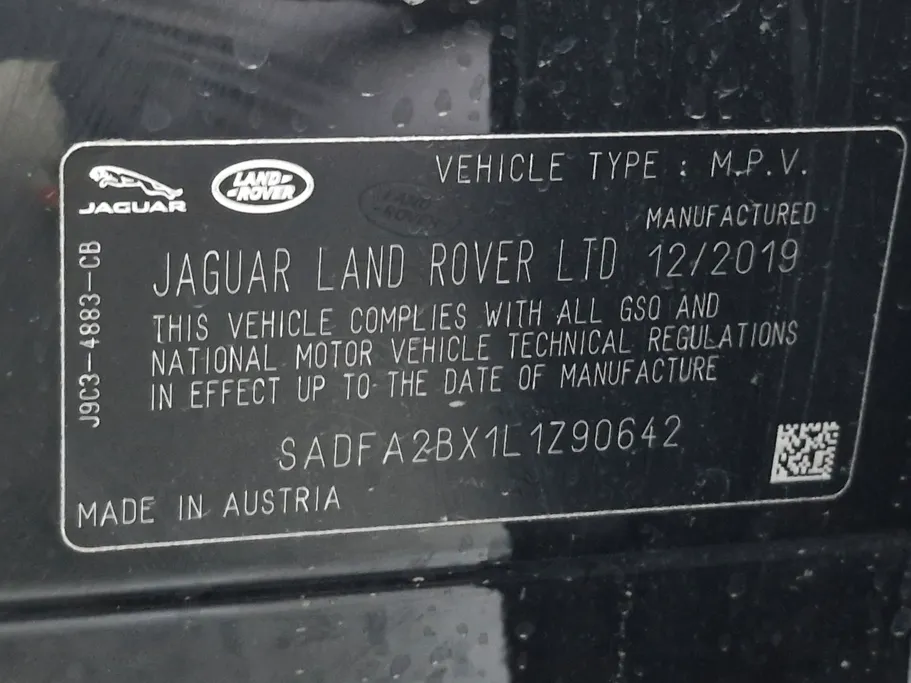 JAGUAR
LAND ROVER
VEHICLE TYPE : M.P.V.
MANUFACTURED
JAGUAR LAND ROVER LTD 12/2019
THIS VEHICLE COMPLIES WITH ALL GSO AND
NATIONAL MOTOR VEHICLE TECHNICAL REGULATIONS
IN EFFECT UP TO THE DATE OF MANUFACTURE
SADFA2BX1L1Z90642
MADE IN AUSTRIA
J9C3-4883-CB